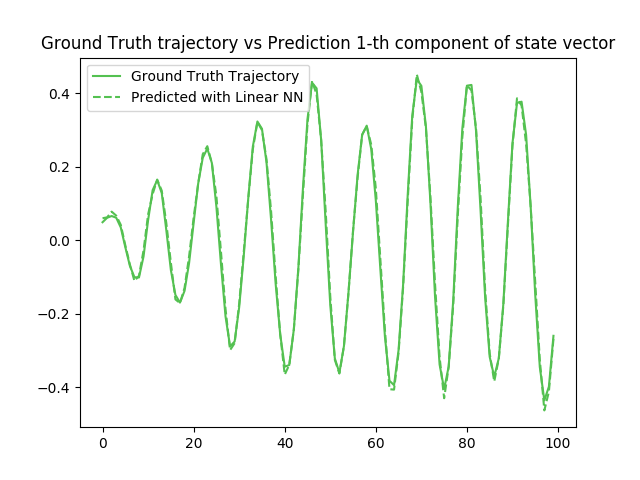 Ground Truth trajectory vs Prediction 1-th component of state vector
Ground Truth Trajectory
Predicted with Linear NN
0.4
0.2
0.0
−0.2
−0.4
0 20 40 60 80 100